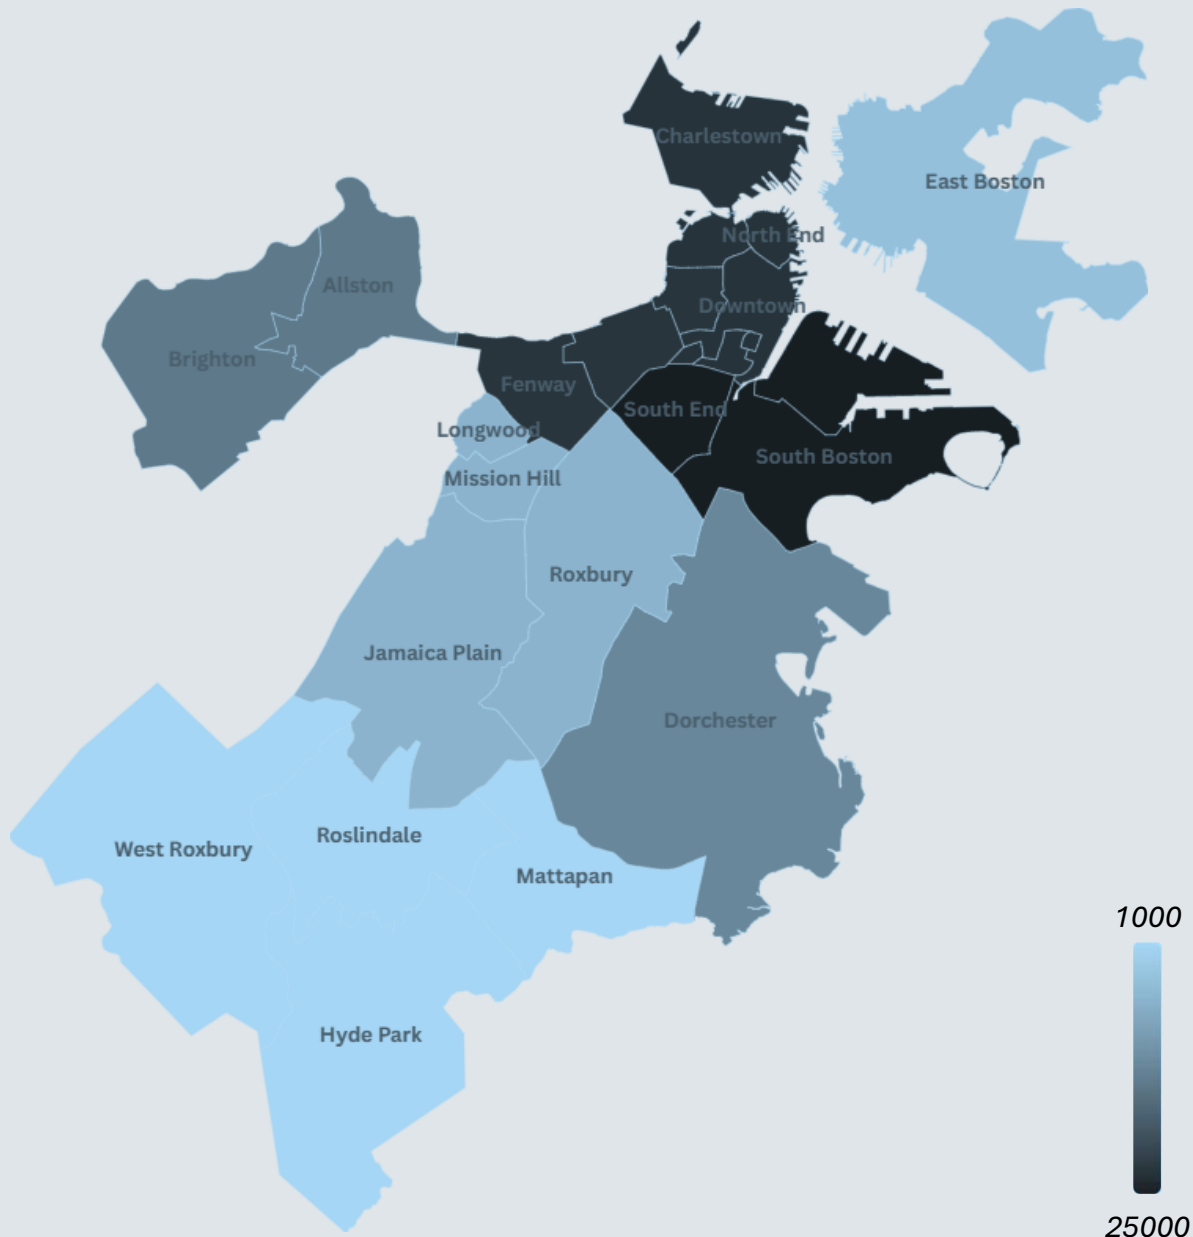 Charlestown
East Boston
North End
Allston
Downtown
Brighton
Fenway
South End
Longwood
South Boston
Mission Hill
Roxbury
Jamaica Plain
Dorchester
Roslindale
West Roxbury
Mattapan
1000
Hyde Park
25000